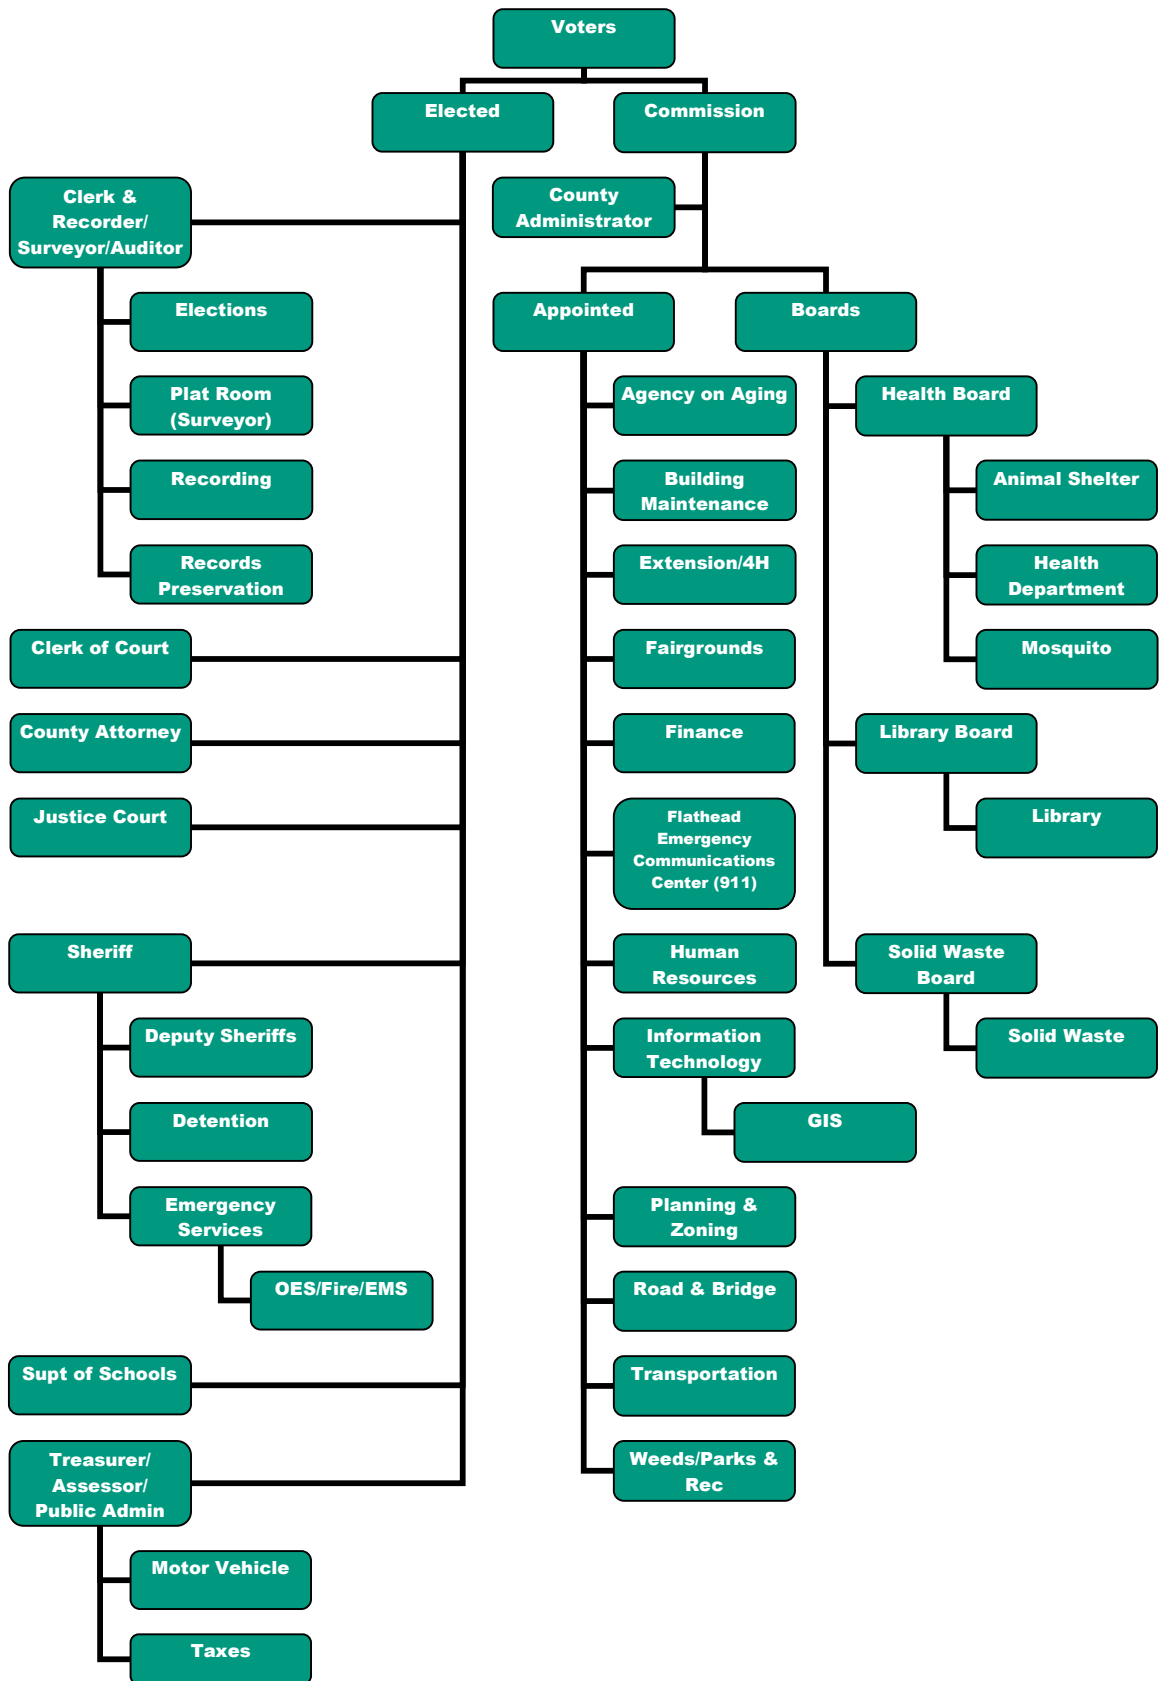 Voters
Elected
Commission
Clerk &
Recorder/
Surveyor/Auditor
County
Administrator
Elections
Appointed
Boards
Plat Room
(Surveyor)
Agency on Aging
Health Board
Recording
Building
Maintenance
Animal Shelter
Records
Preservation
Extension/4H
Health
Department
Clerk of Court
Fairgrounds
Mosquito
County Attorney
Finance
Library Board
Justice Court
Flathead
Emergency
Communications
Center (911)
Library
Sheriff
Human
Resources
Solid Waste
Board
Deputy Sheriffs
Information
Technology
Solid Waste
Detention
GIS
Emergency
Services
Planning &
Zoning
OES/Fire/EMS
Road & Bridge
Supt of Schools
Transportation
Treasurer/
Assessor/
Public Admin
Weeds/Parks &
Rec
Motor Vehicle
Taxes